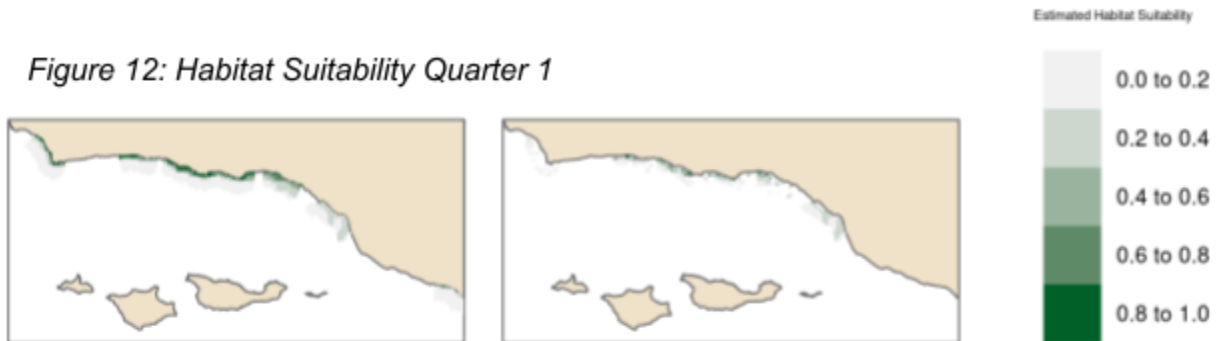 Estimated Habitat Suitability
Figure 12: Habitat Suitability Quarter 1
0.0 to 0.2
0.2 to 0.4
0.4 to 0.6
0.6 to 0.8
0.8 to 1.0